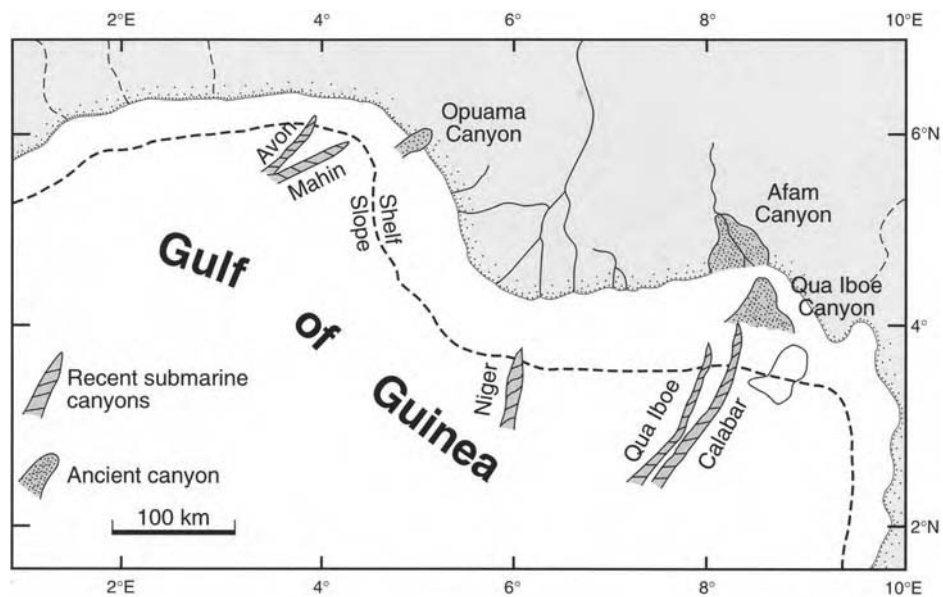 2°E
4°
6°
8°
10°E
Opuama
Canyon
Avon
Mahin
6°N
Shelf
Slope
Afam
Canyon
Gulf
of
Guinea
Qua Iboe
Canyon
4°
Recent submarine
canyons
Niger
Qua Iboe
Calabar
Ancient canyon
100 km
2°N
2°E
4°
6°
8°
10°E